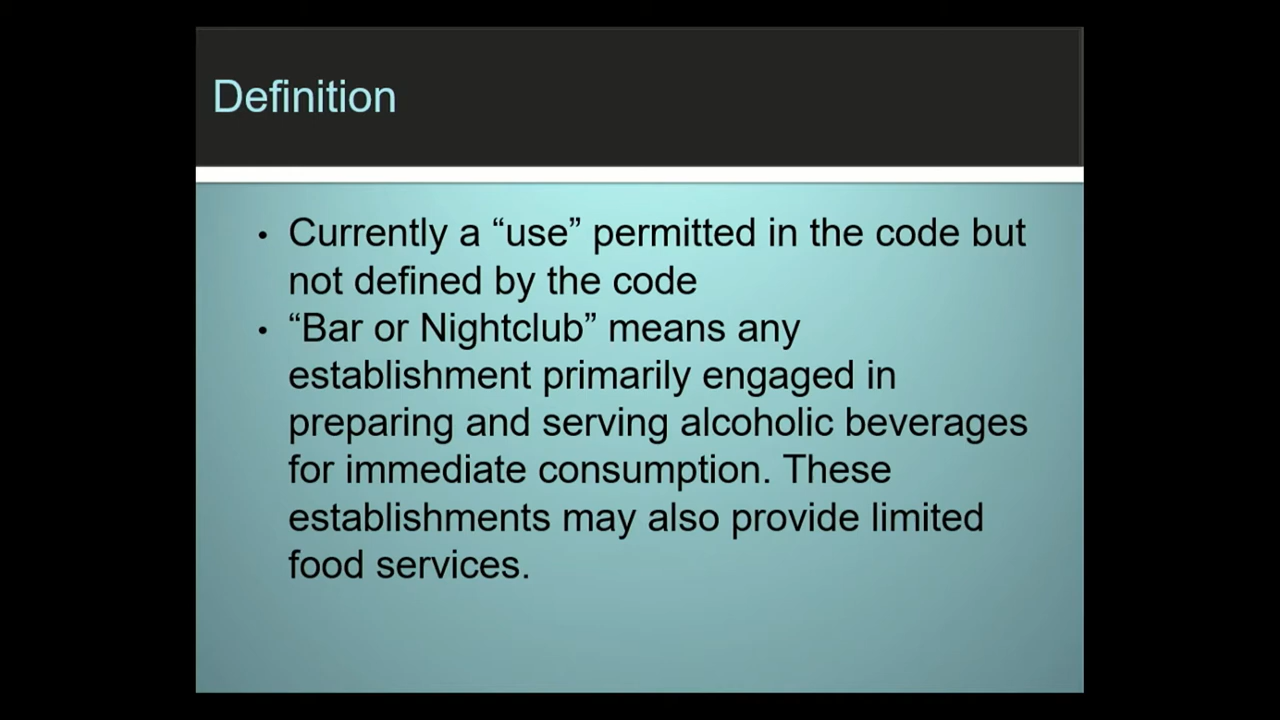 Definition
• Currently a “use” permitted in the code but
not defined by the code
• “Bar or Nightclub” means any
establishment primarily engaged in
preparing and serving alcoholic beverages
for immediate consumption. These
establishments may also provide limited
food services.